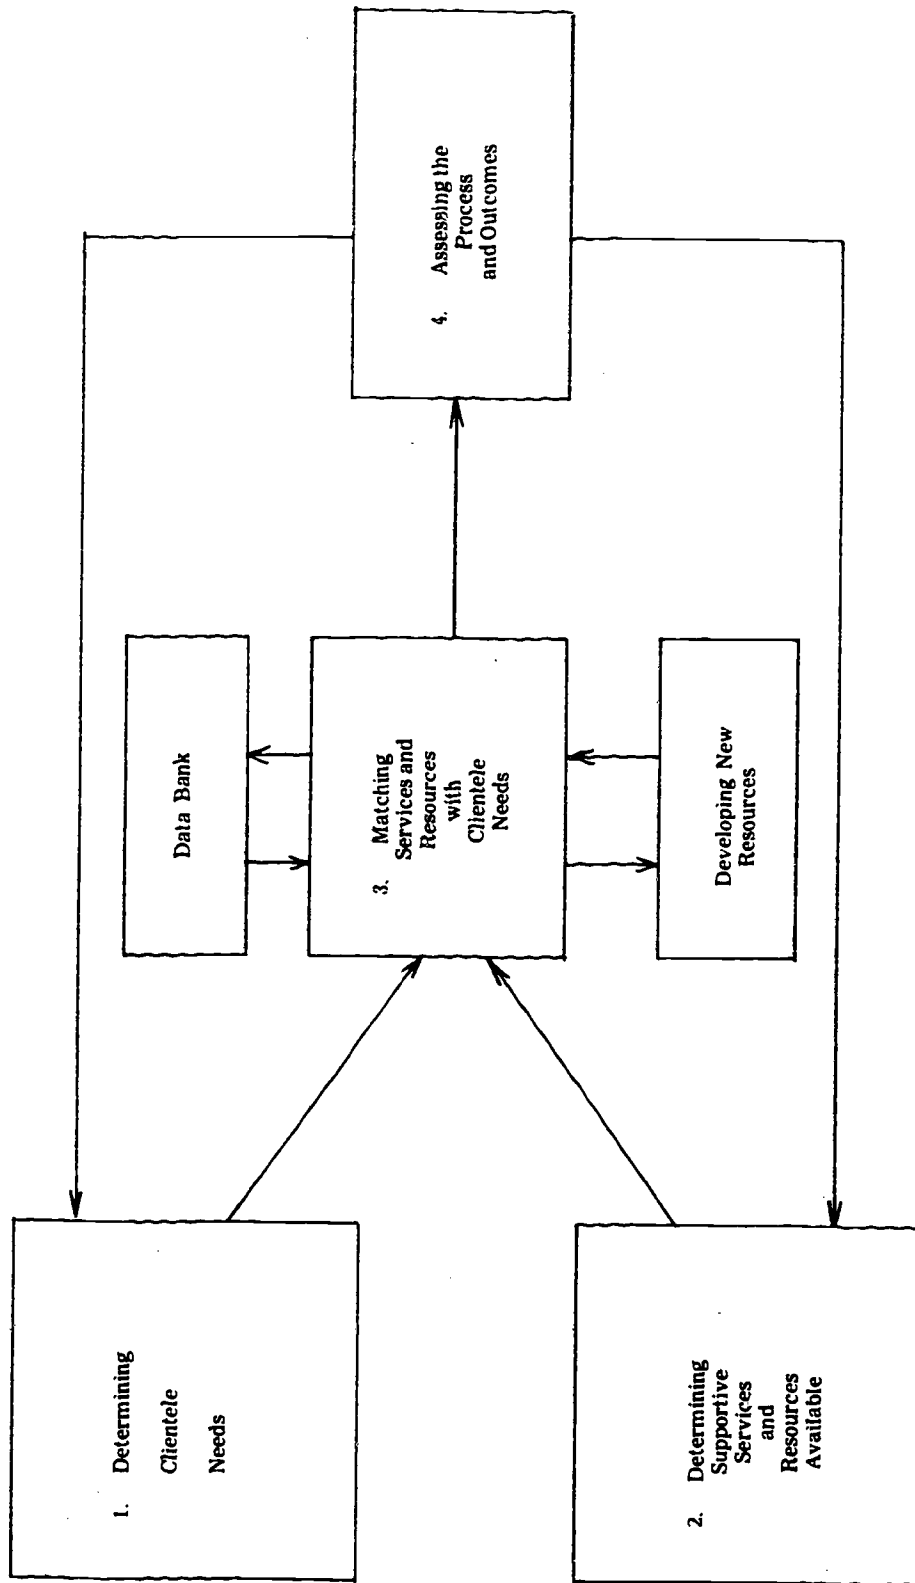 1. Determining
Clientele
Needs
2. Determining
Supportive
Services
and
Resources
Available
Data Bank
3. Matching
Services and
Resources
with
Clientele
Needs
Developing New
Resources
4. Assessing the
Process
and Outcomes